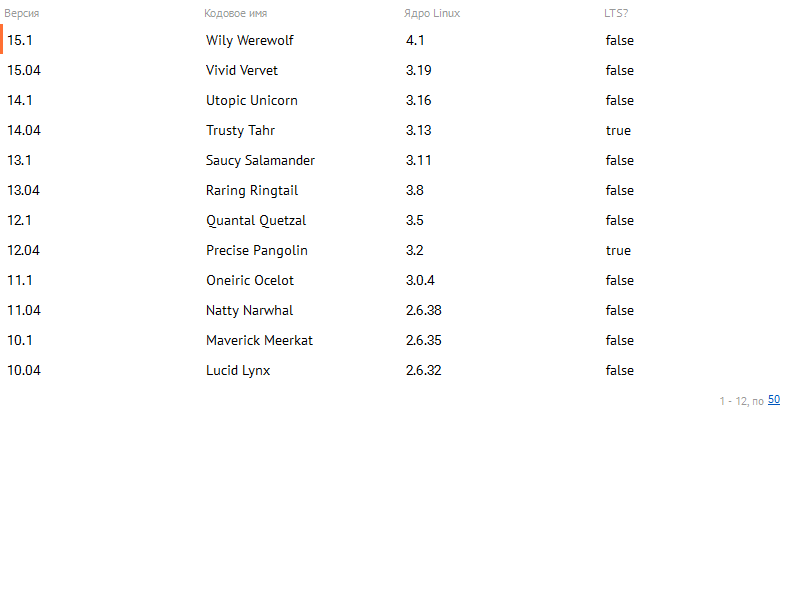 Версия Кодовое имя Ядро Linux LTS?
15.1 Wily Werewolf 4.1 false
15.04 Vivid Vervet 3.19 false
14.1 Utopic Unicorn 3.16 false
14.04 Trusty Tahr 3.13 true
13.1 Saucy Salamander 3.11 false
13.04 Raring Ringtail 3.8 false
12.1 Quantal Quetzal 3.5 false
12.04 Precise Pangolin 3.2 true
11.1 Oneiric Ocelot 3.0.4 false
11.04 Natty Narwhal 2.6.38 false
10.1 Maverick Meerkat 2.6.35 false
10.04 Lucid Lynx 2.6.32 false
1 - 12, по 50